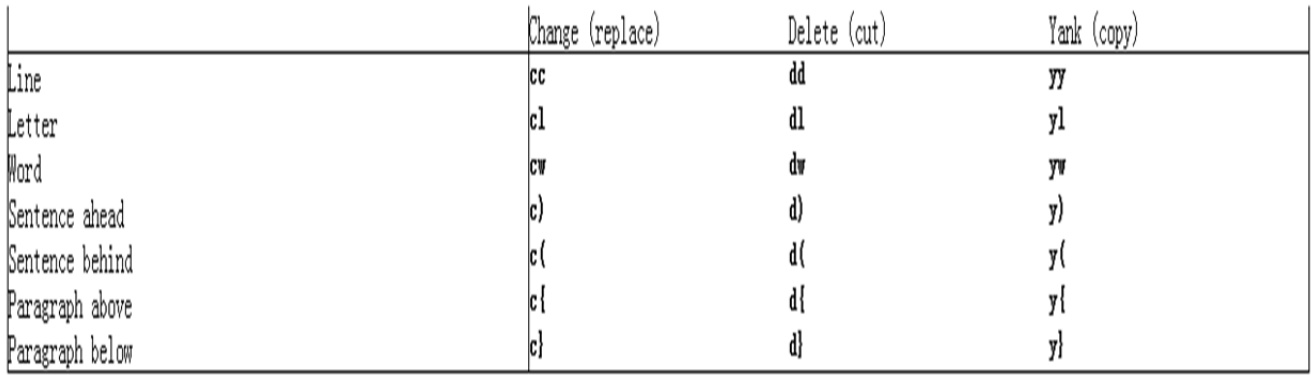 Change (replace) Delete (cut) Yank (copy)
Line cc dd yy
Letter cl dl yl
Word cw dw yw
Sentence ahead c) d) y)
Sentence behind c( d( y(
Paragraph above c{ d{ y{
Paragraph below c} d} y}